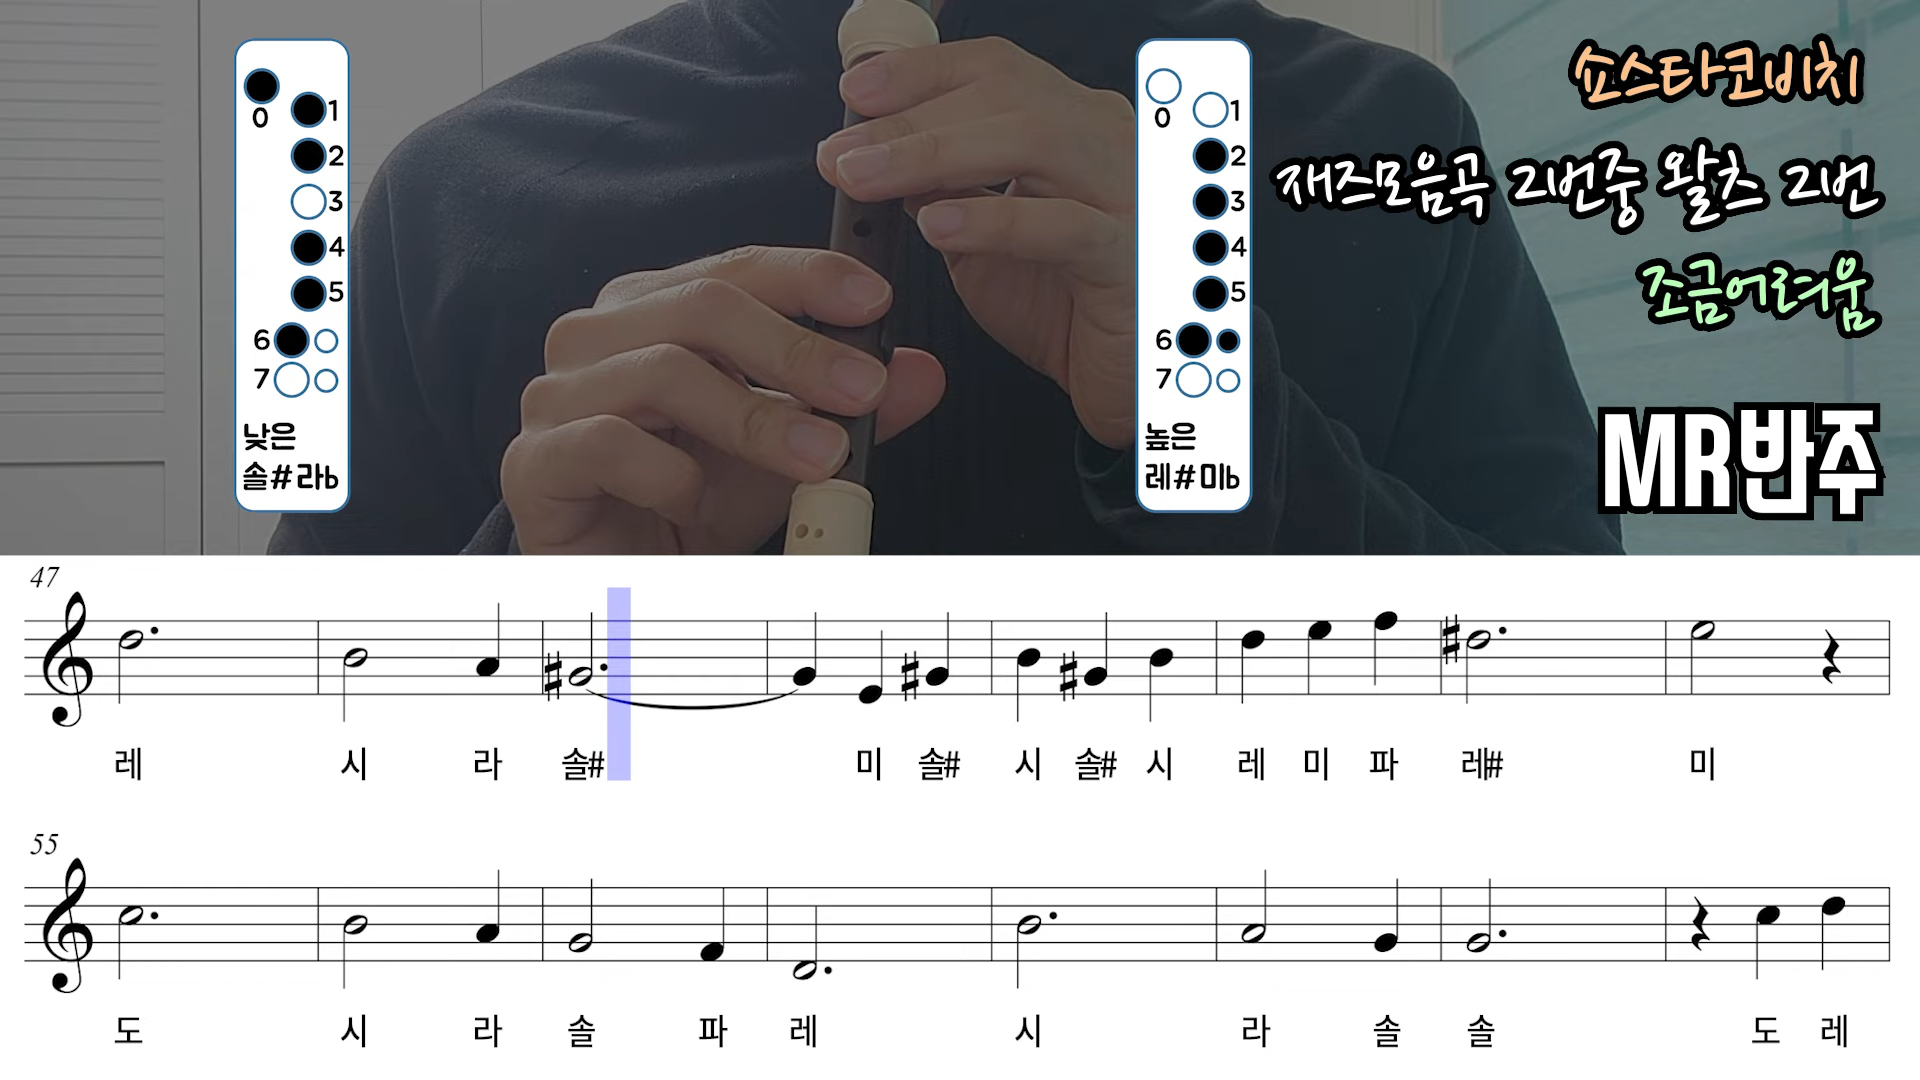 0
1
2
3
4
5
6
7
낮은
솔#라b
0
1
2
3
4
5
6
7
높은
레#미b
쇼스타코비치
재즈모음곡 2번중 왈츠 2번
조금어려움
MR반주
47
레 시 라 솔# 미 솔# 시 솔# 시 레 미 파 레# 미
55
도 시 라 솔 파 레 시 라 솔 솔 도 레